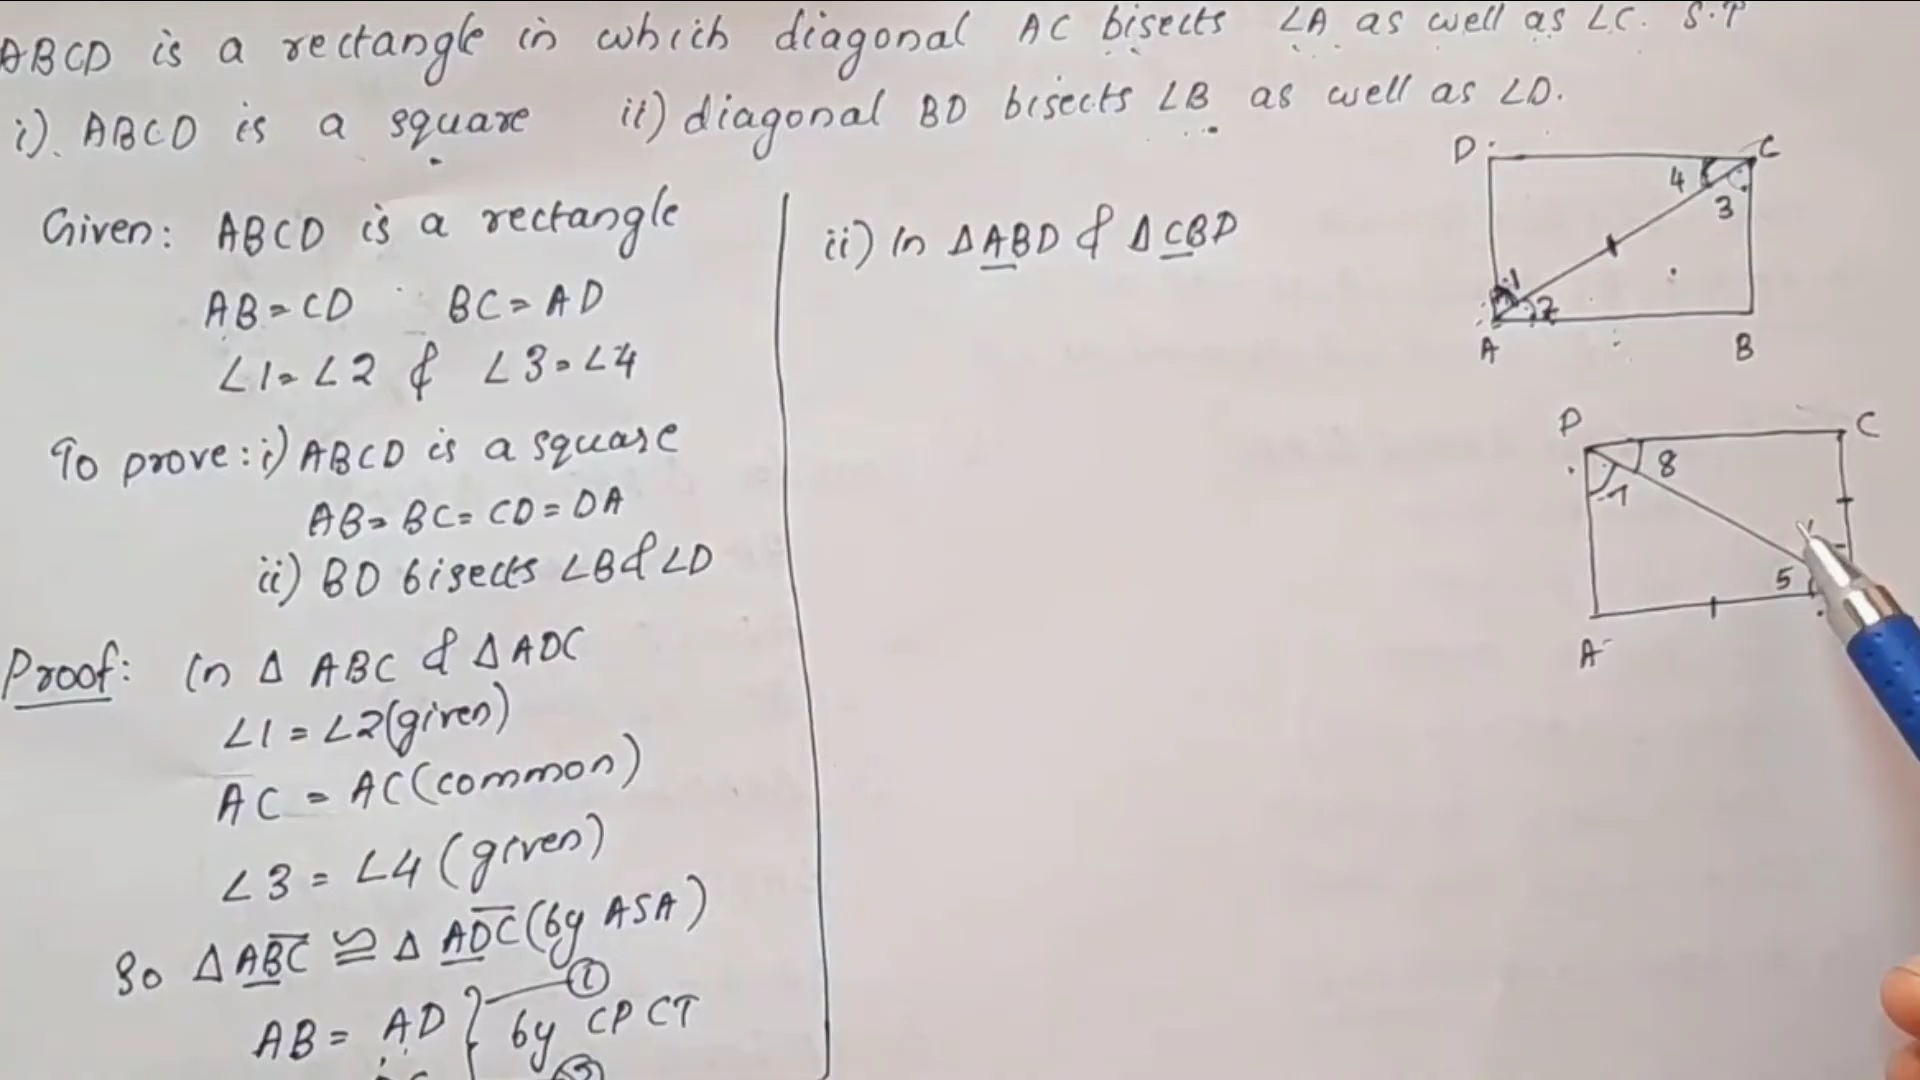 ABCD is a rectangle in which diagonal AC bisects ∠A as well as ∠C. S.T
i). ABCD is a square ii) diagonal BD bisects ∠B as well as ∠D.
Given: ABCD is a rectangle
AB = CD BC = AD
∠1 = ∠2 & ∠3 = ∠4
To prove: i) ABCD is a square
AB = BC = CD = DA
ii) BD bisects ∠B & ∠D
Proof: In Δ ABC & Δ ADC
∠1 = ∠2 (given)
AC = AC (common)
∠3 = ∠4 (given)
So Δ ABC ≅ Δ ADC (by ASA)
①
AB = AD } by CPCT
②
ii) In Δ ABD & Δ CBD
D C
4
3
1
2
A B
D C
8
7
5
A